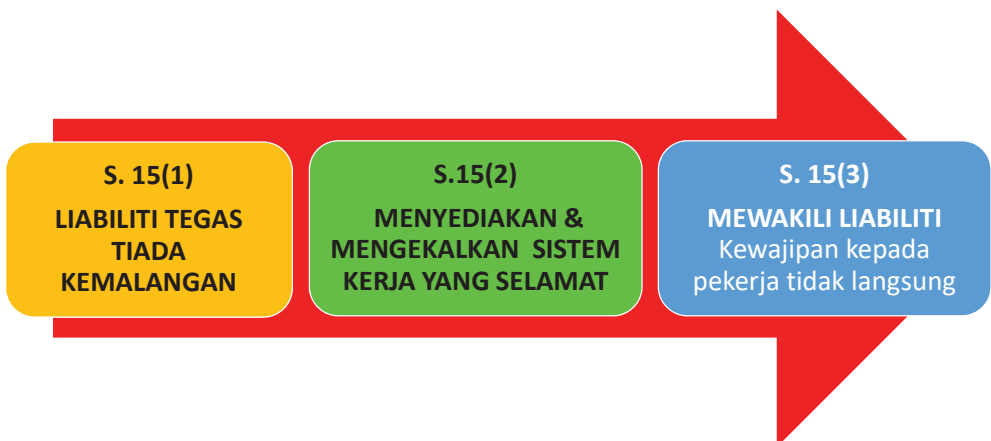 S. 15(1)
LIABILITI TEGAS
TIADA
KEMALANGAN
S.15(2)
MENYEDIAKAN &
MENGEKALKAN SISTEM
KERJA YANG SELAMAT
S. 15(3)
MEWAKILI LIABILITI
Kewajipan kepada
pekerja tidak langsung